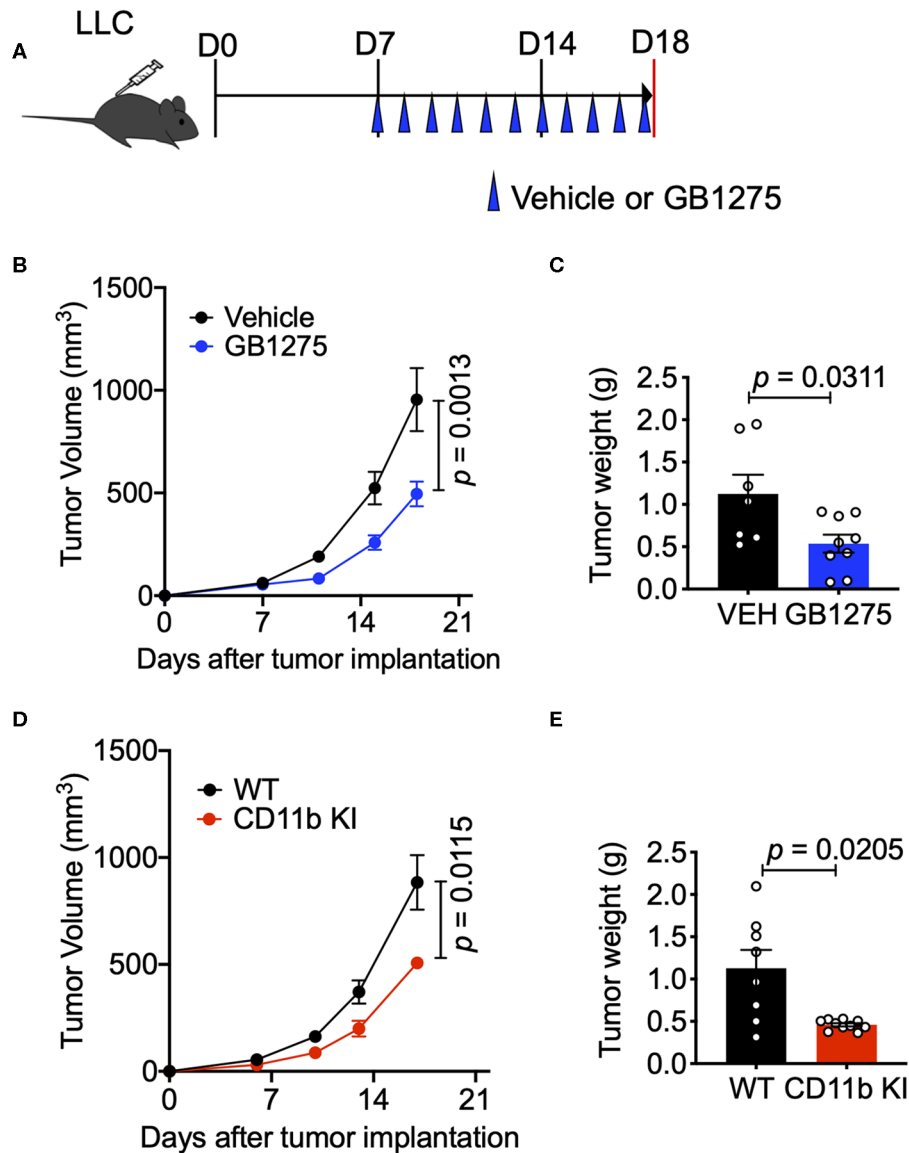 A
LLC
D0
D7
D14
D18
Vehicle or GB1275
B
Tumor Volume (mm³)
1500
1000
500
0
Vehicle
GB1275
p = 0.0013
0 7 14 21
Days after tumor implantation
C
Tumor weight (g)
2.5
2.0
1.5
1.0
0.5
0.0
p = 0.0311
VEH GB1275
D
Tumor Volume (mm³)
1500
1000
500
0
WT
CD11b KI
p = 0.0115
0 7 14 21
Days after tumor implantation
E
Tumor weight (g)
2.5
2.0
1.5
1.0
0.5
0.0
p = 0.0205
WT CD11b KI